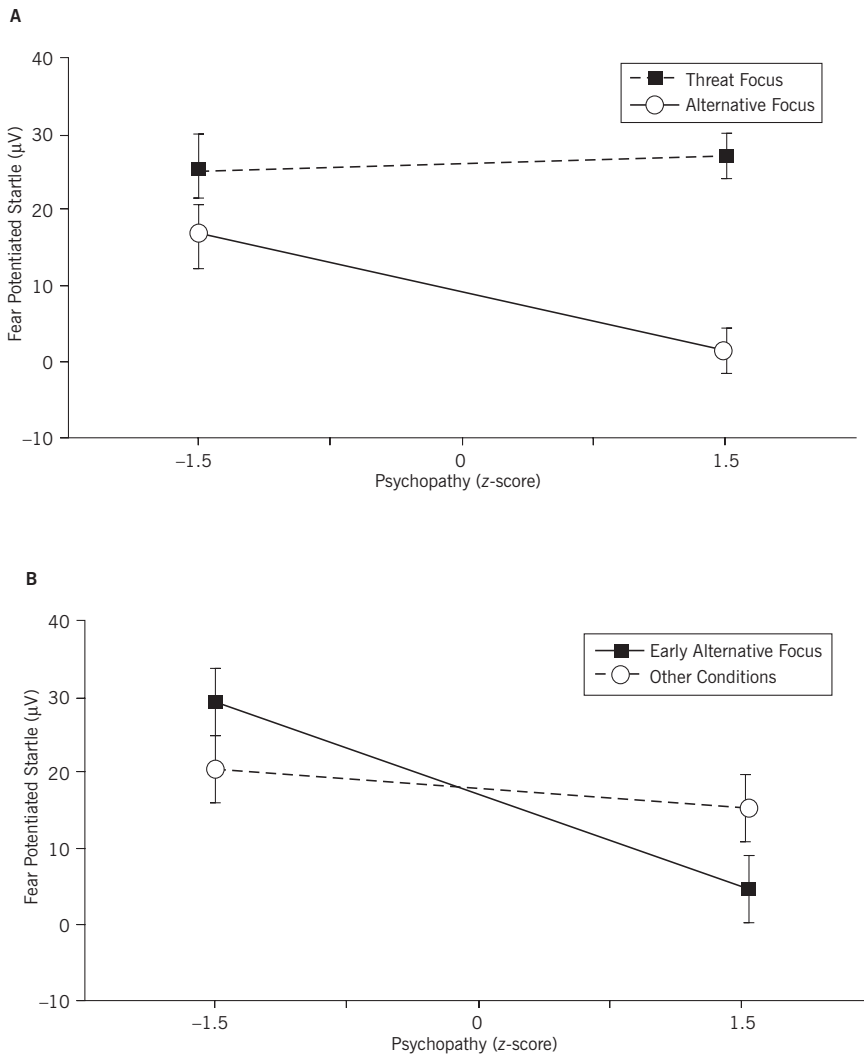 A
40
30
20
10
0
–10
Fear Potentiated Startle (μV)
Threat Focus
Alternative Focus
–1.5
0
1.5
Psychopathy (z-score)
B
40
30
20
10
0
–10
Fear Potentiated Startle (μV)
Early Alternative Focus
Other Conditions
–1.5
0
1.5
Psychopathy (z-score)